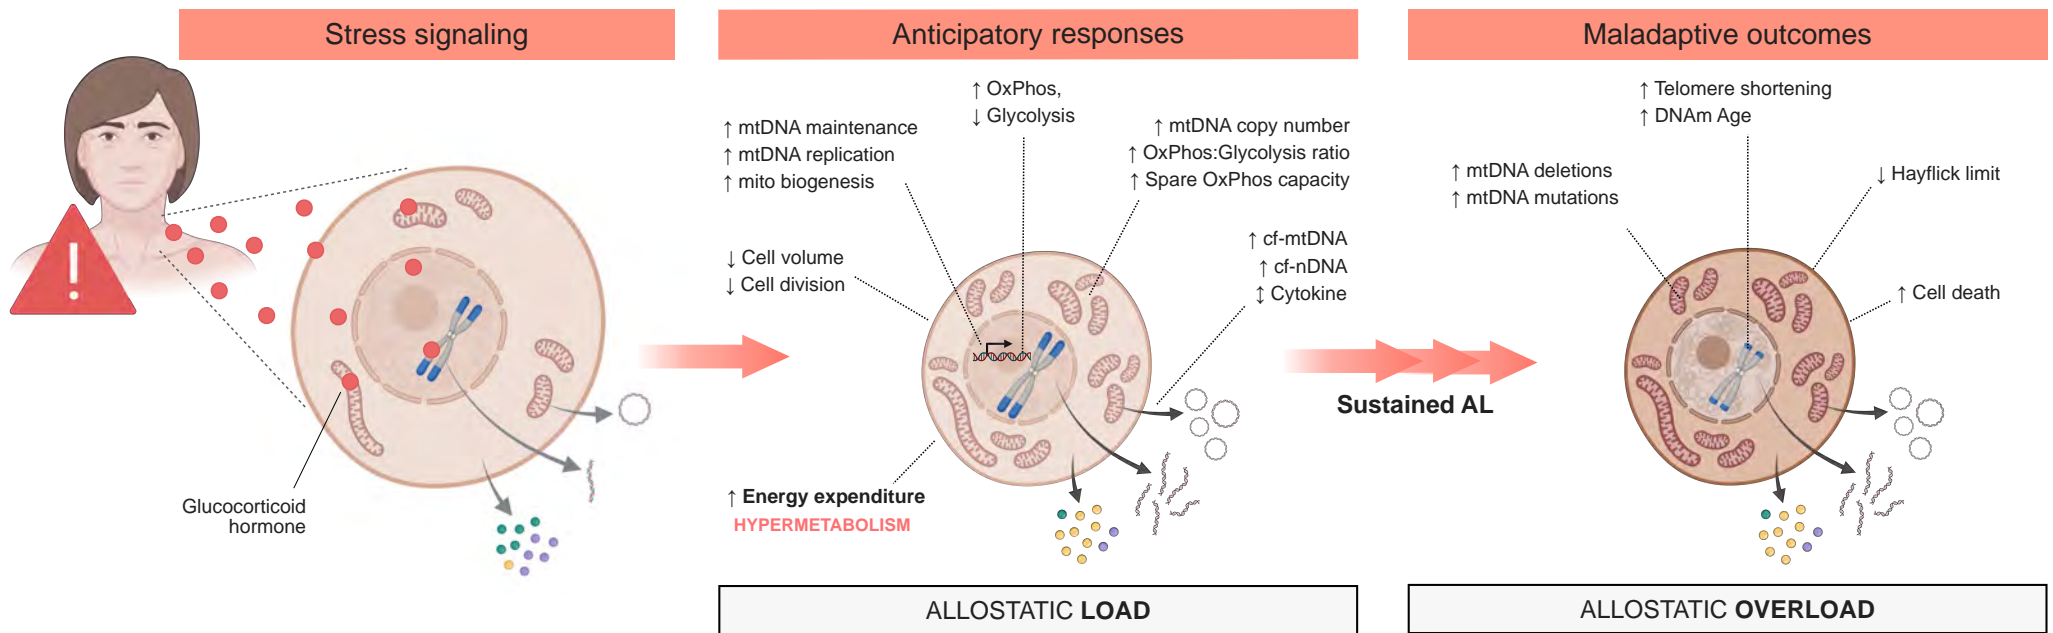 Stress signaling
Glucocorticoid
hormone
Anticipatory responses
↑ OxPhos,
↓ Glycolysis
↑ mtDNA maintenance
↑ mtDNA replication
↑ mito biogenesis
↑ mtDNA copy number
↑ OxPhos:Glycolysis ratio
↑ Spare OxPhos capacity
↓ Cell volume
↓ Cell division
↑ cf-mtDNA
↑ cf-nDNA
↕ Cytokine
↑ Energy expenditure
HYPERMETABOLISM
ALLOSTATIC LOAD
Sustained AL
Maladaptive outcomes
↑ Telomere shortening
↑ DNAm Age
↑ mtDNA deletions
↑ mtDNA mutations
↓ Hayflick limit
↑ Cell death
ALLOSTATIC OVERLOAD